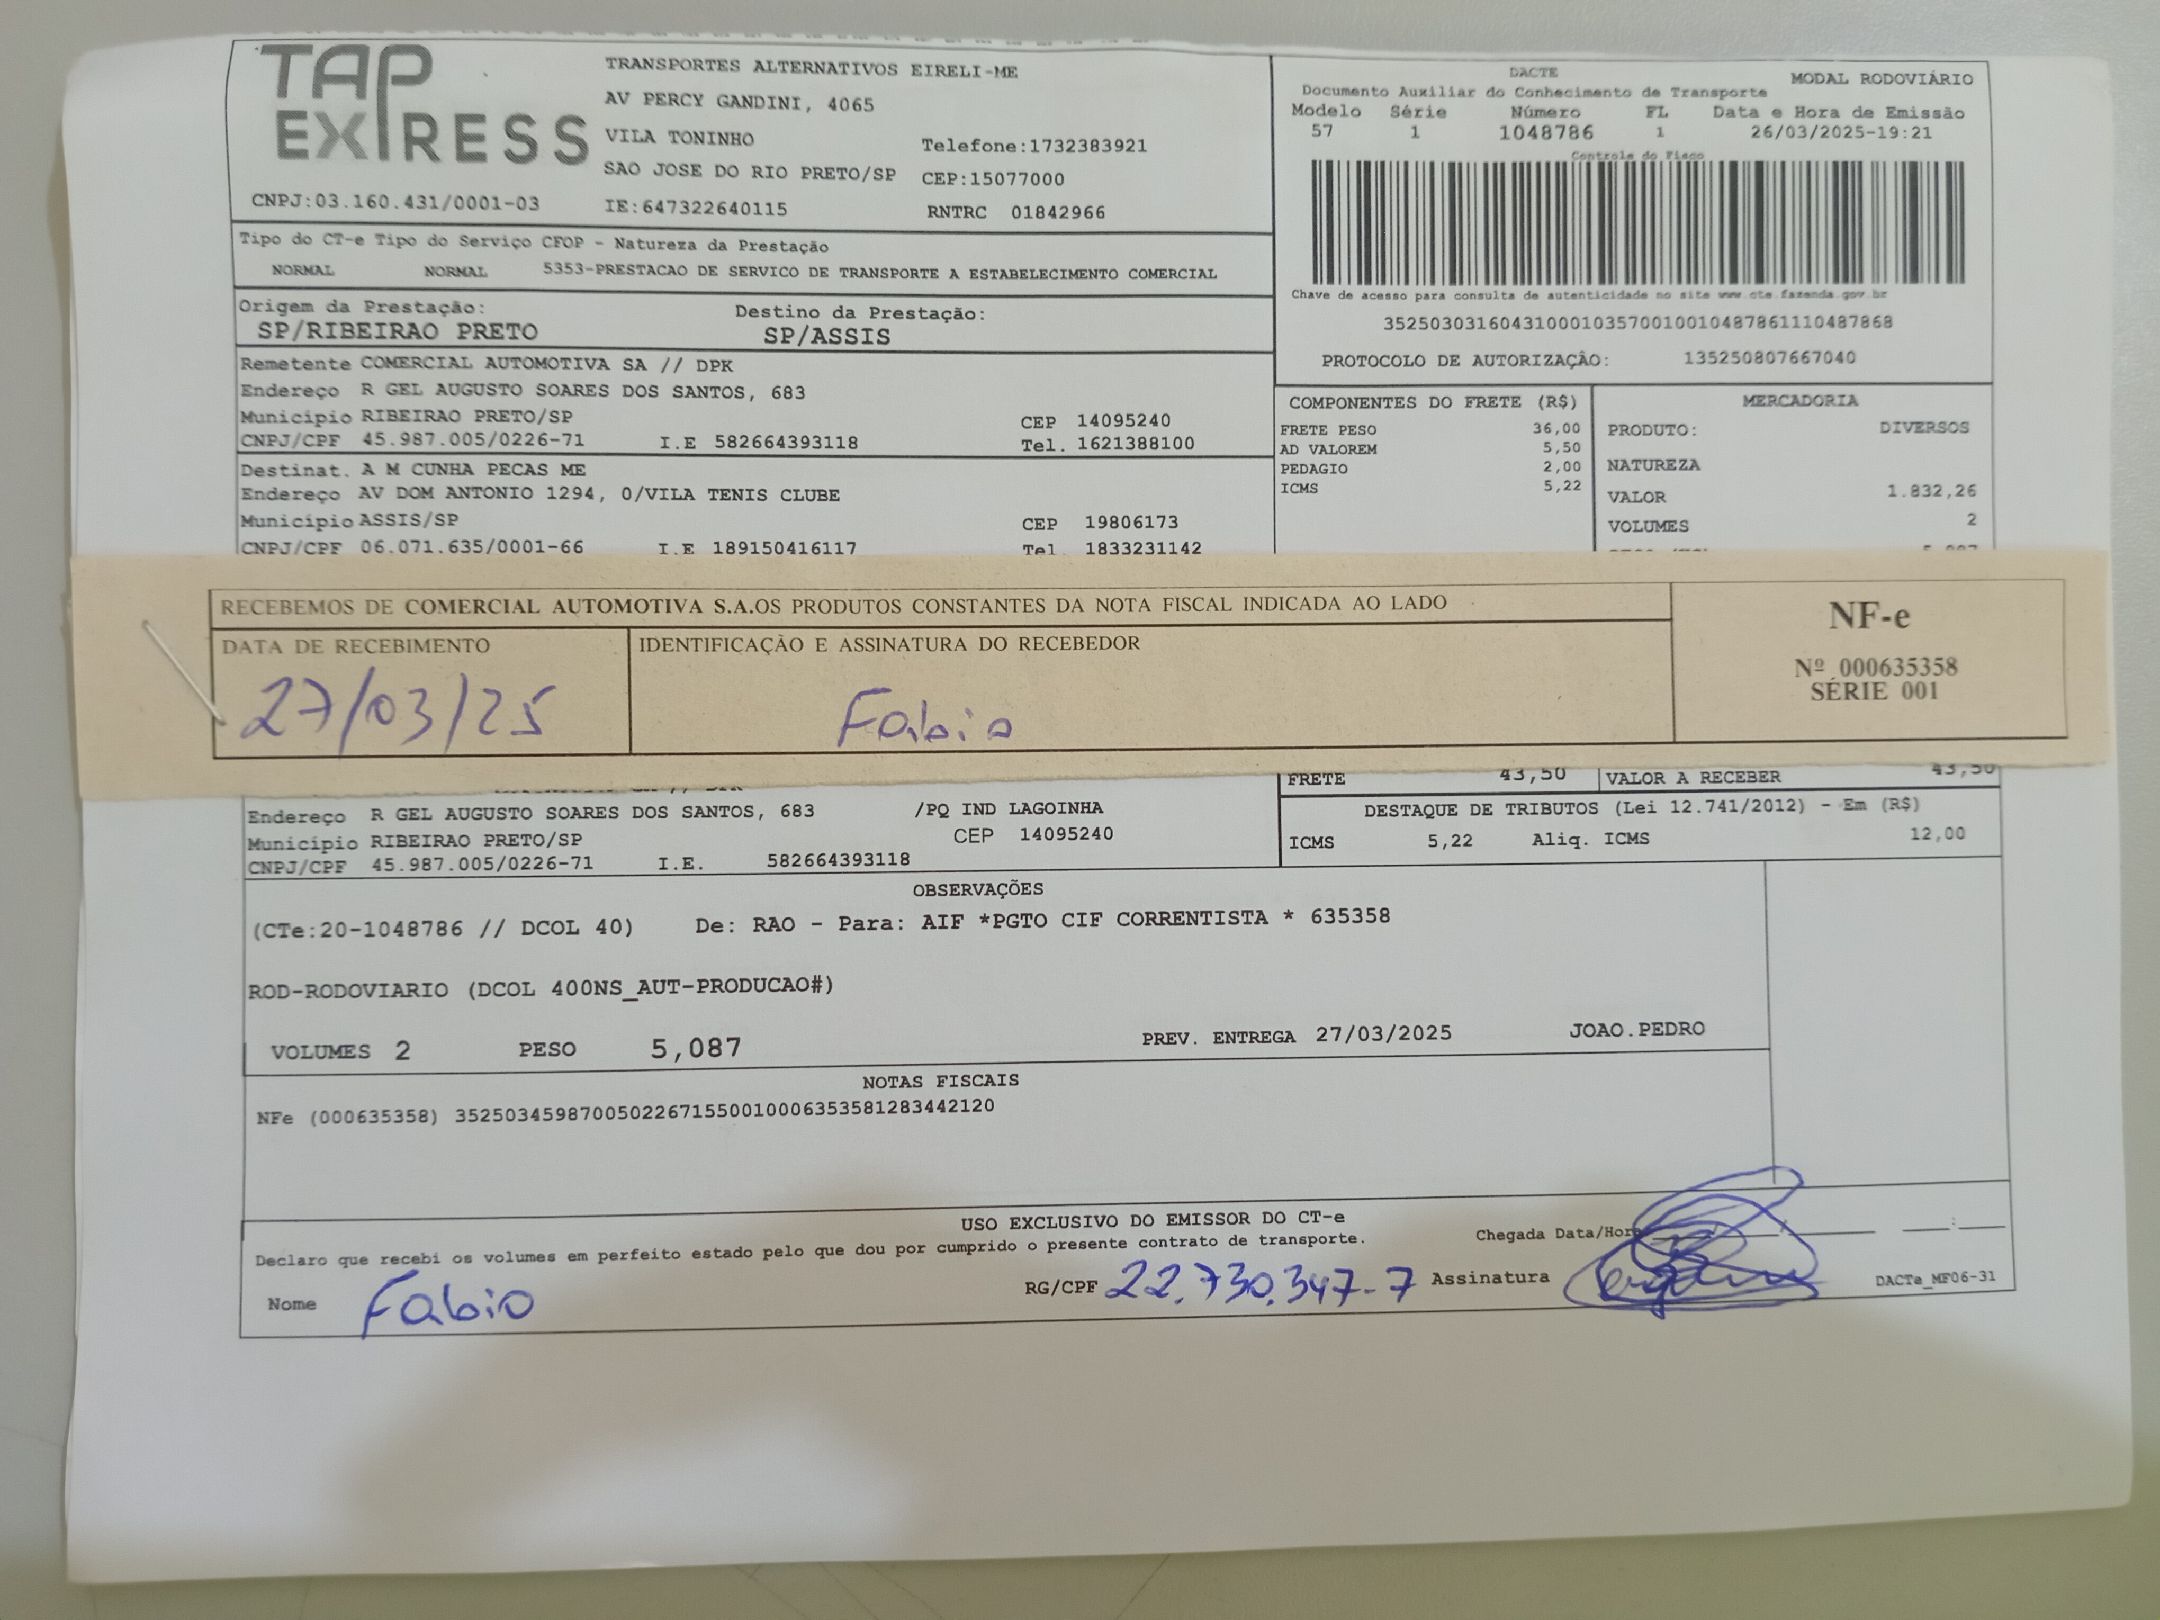 TAP EXPRESS
TRANSPORTES ALTERNATIVOS EIRELI-ME
AV PERCY GANDINI, 4065
VILA TONINHO Telefone:1732383921
SAO JOSE DO RIO PRETO/SP CEP:15077000
CNPJ:03.160.431/0001-03 IE:647322640115 RNTRC 01842966
DACTE MODAL RODOVIÁRIO
Documento Auxiliar do Conhecimento de Transporte
Modelo Série Número FL Data e Hora de Emissão
57 1 1048786 1 26/03/2025-19:21
Controle do Fisco
Chave de acesso para consulta de autenticidade no site www.cte.fazenda.gov.br
35250303160431000103570010010487861110487868
PROTOCOLO DE AUTORIZAÇÃO: 135250807667040
Tipo do CT-e Tipo do Serviço CFOP - Natureza da Prestação
NORMAL NORMAL 5353-PRESTACAO DE SERVICO DE TRANSPORTE A ESTABELECIMENTO COMERCIAL
Origem da Prestação: Destino da Prestação:
SP/RIBEIRAO PRETO SP/ASSIS
Remetente COMERCIAL AUTOMOTIVA SA // DPK
Endereço R GEL AUGUSTO SOARES DOS SANTOS, 683
Município RIBEIRAO PRETO/SP CEP 14095240
CNPJ/CPF 45.987.005/0226-71 I.E 582664393118 Tel. 1621388100
Destinat. A M CUNHA PECAS ME
Endereço AV DOM ANTONIO 1294, 0/VILA TENIS CLUBE
Município ASSIS/SP CEP 19806173
CNPJ/CPF 06.071.635/0001-66 I.E 189150416117 Tel 1833231142
COMPONENTES DO FRETE (R$)
FRETE PESO 36,00
AD VALOREM 5,50
PEDAGIO 2,00
ICMS 5,22
MERCADORIA
PRODUTO: DIVERSOS
NATUREZA
VALOR 1.832,26
VOLUMES 2
RECEBEMOS DE COMERCIAL AUTOMOTIVA S.A.OS PRODUTOS CONSTANTES DA NOTA FISCAL INDICADA AO LADO
DATA DE RECEBIMENTO IDENTIFICAÇÃO E ASSINATURA DO RECEBEDOR
27/03/25 Fabio
NF-e
Nº 000635358
SÉRIE 001
FRETE 43,50 VALOR A RECEBER 43,50
Endereço R GEL AUGUSTO SOARES DOS SANTOS, 683 /PQ IND LAGOINHA
Município RIBEIRAO PRETO/SP CEP 14095240
CNPJ/CPF 45.987.005/0226-71 I.E. 582664393118
DESTAQUE DE TRIBUTOS (Lei 12.741/2012) - Em (R$)
ICMS 5,22 Aliq. ICMS 12,00
OBSERVAÇÕES
(CTe:20-1048786 // DCOL 40) De: RAO - Para: AIF *PGTO CIF CORRENTISTA * 635358
ROD-RODOVIARIO (DCOL 400NS_AUT-PRODUCAO#)
VOLUMES 2 PESO 5,087 PREV. ENTREGA 27/03/2025 JOAO.PEDRO
NOTAS FISCAIS
NFe (000635358) 35250345987005022671550010006353581283442120
USO EXCLUSIVO DO EMISSOR DO CT-e
Declaro que recebi os volumes em perfeito estado pelo que dou por cumprido o presente contrato de transporte. Chegada Data/Hora
Nome Fabio RG/CPF 22.730.347-7 Assinatura DACTe_MF06-31